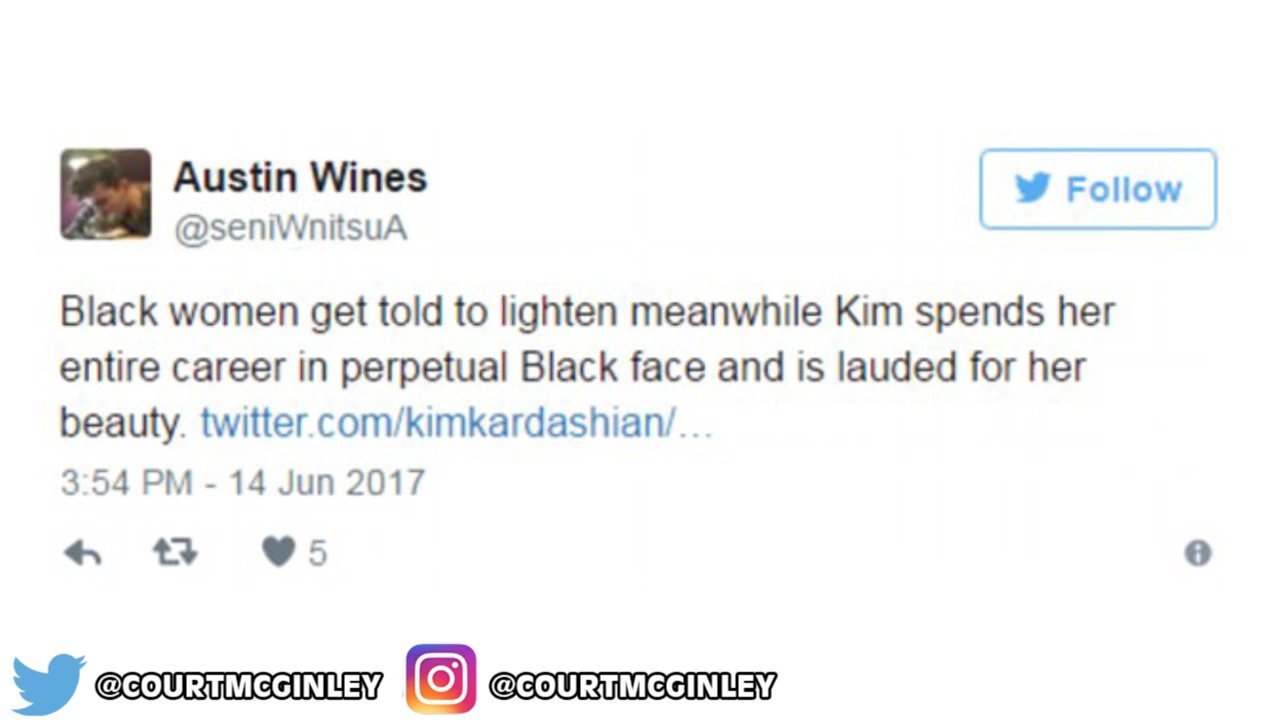 Austin Wines
@seniWnitsuA
Follow
Black women get told to lighten meanwhile Kim spends her
entire career in perpetual Black face and is lauded for her
beauty. twitter.com/kimkardashian/...
3:54 PM - 14 Jun 2017
5
@COURTMCGINLEY @COURTMCGINLEY